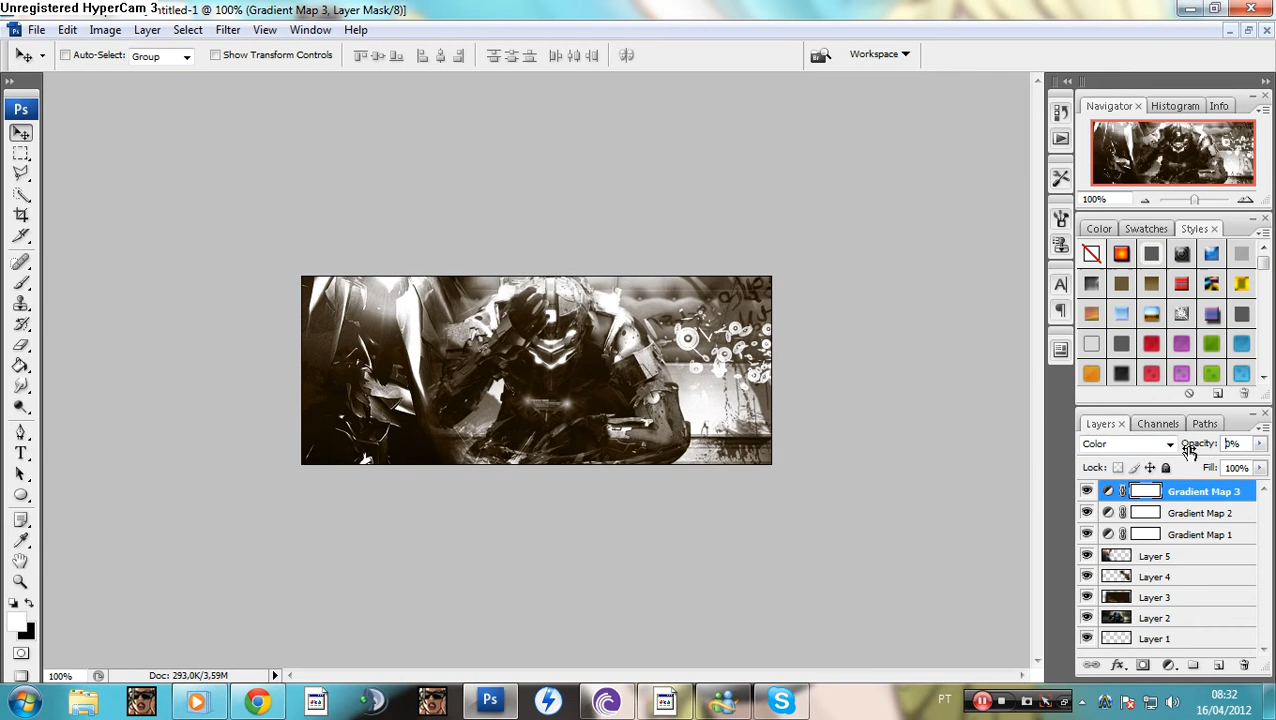 Unregistered HyperCam 3
ntitled-1 @ 100% (Gradient Map 3, Layer Mask/8)]
File Edit Image Layer Select Filter View Window Help
Auto-Select: Group Show Transform Controls Workspace
Ps
Navigator × Histogram Info
100%
Color Swatches Styles ×
Layers × Channels Paths
Color Opacity: 0%
Lock: Fill: 100%
Gradient Map 3
Gradient Map 2
Gradient Map 1
Layer 5
Layer 4
Layer 3
Layer 2
Layer 1
100% Doc: 293,0K/3,59M
PT 08:32
16/04/2012